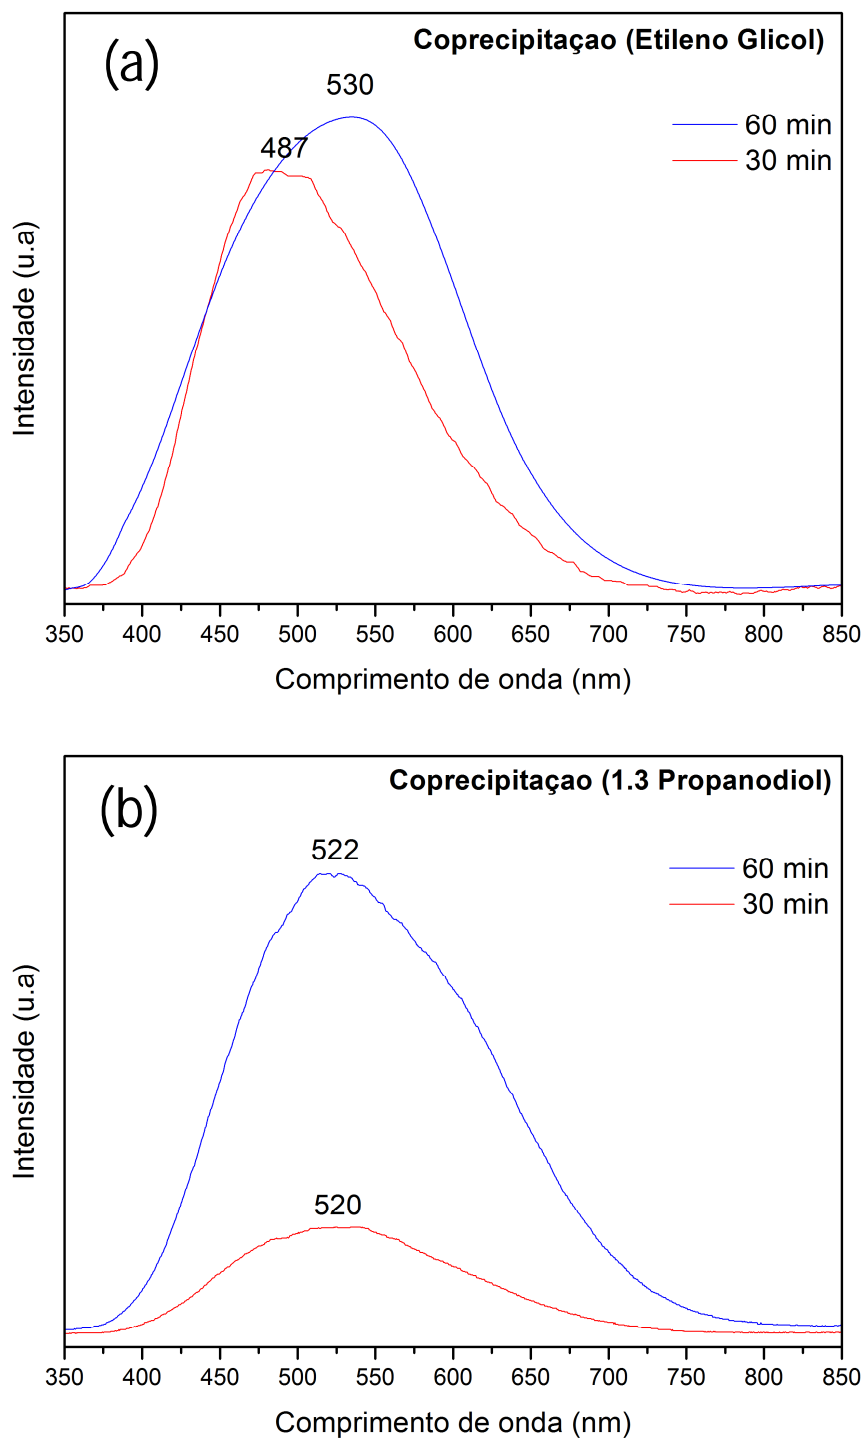 (a)
Coprecipitaçao (Etileno Glicol)
530
487
60 min
30 min
Intensidade (u.a)
350 400 450 500 550 600 650 700 750 800 850
Comprimento de onda (nm)
(b)
Coprecipitaçao (1.3 Propanodiol)
522
60 min
30 min
520
Intensidade (u.a)
350 400 450 500 550 600 650 700 750 800 850
Comprimento de onda (nm)